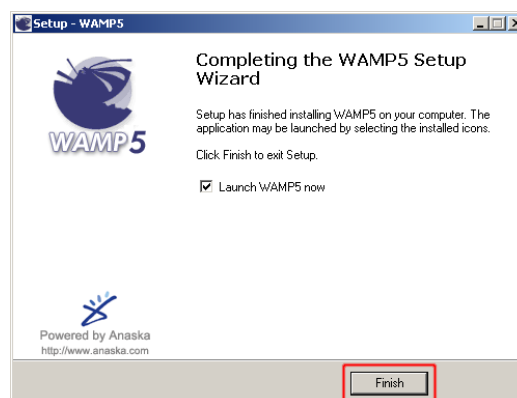 Setup - WAMP5
Completing the WAMP5 Setup
Wizard
Setup has finished installing WAMP5 on your computer. The
application may be launched by selecting the installed icons.
Click Finish to exit Setup.
Launch WAMP5 now
WAMP5
Powered by Anaska
http://www.anaska.com
Finish